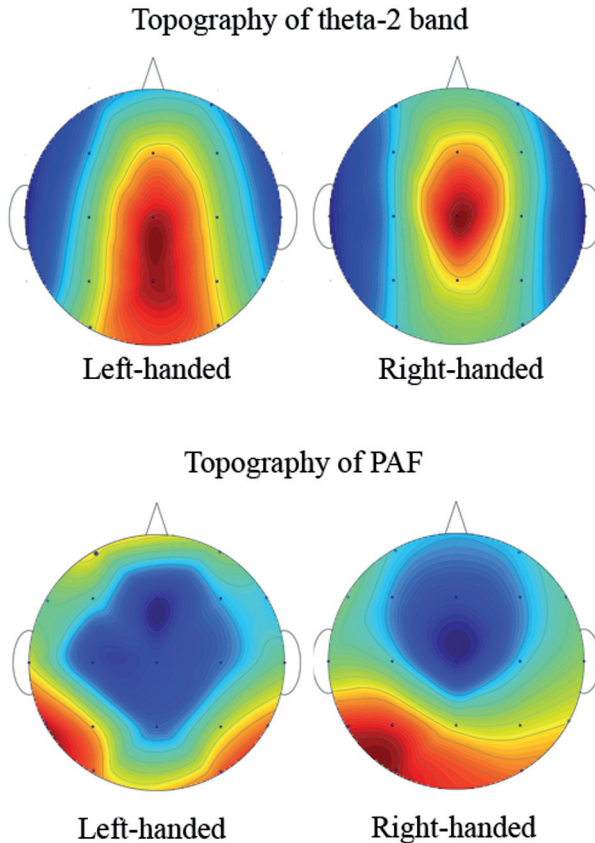 Topography of theta-2 band
Left-handed Right-handed
Topography of PAF
Left-handed Right-handed